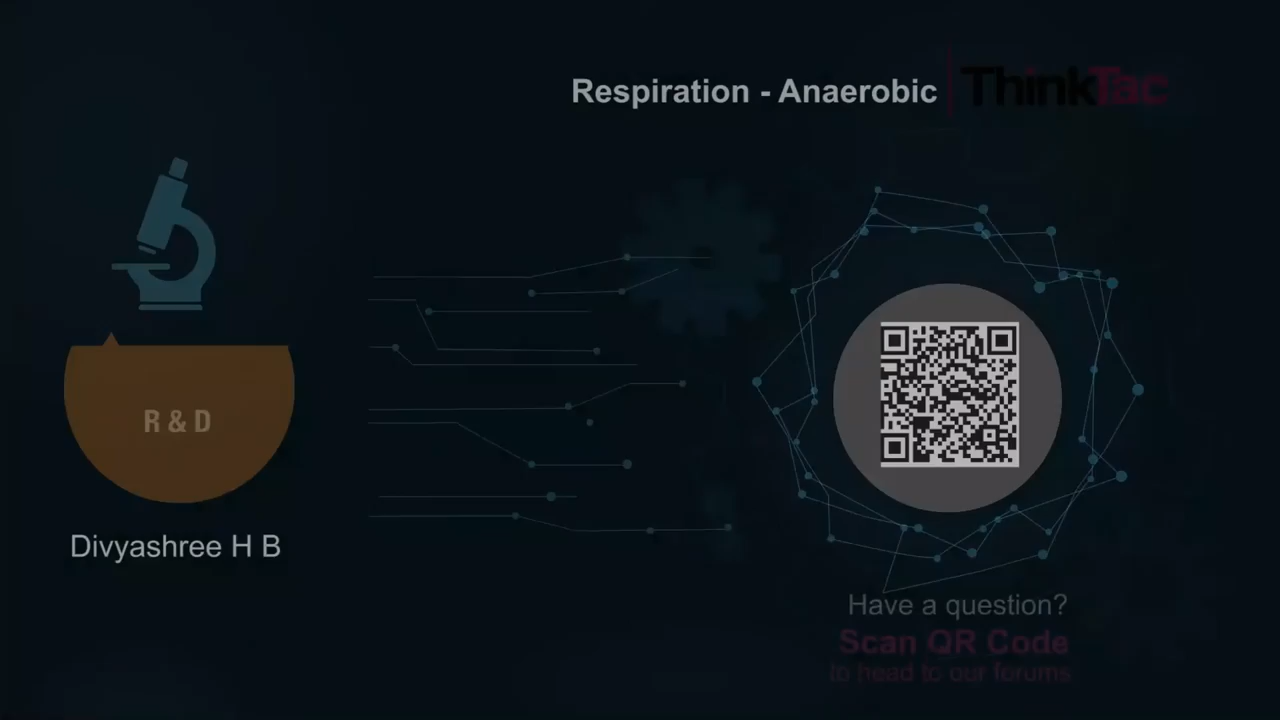 Respiration - Anaerobic
ThinkTac
R & D
Divyashree H B
Have a question?
Scan QR Code
to head to our forums